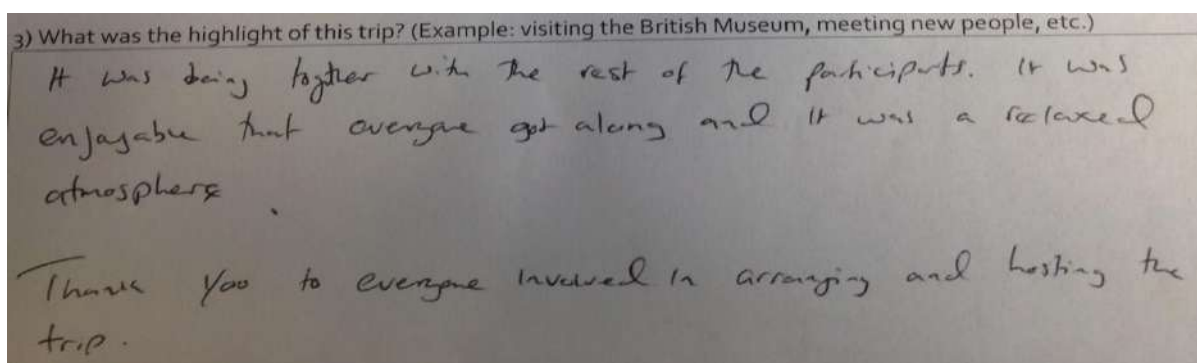 3) What was the highlight of this trip? (Example: visiting the British Museum, meeting new people, etc.)
It was being togther with the rest of the participants. It was
enjoyable that everyone got along and it was a relaxed
atmosphere.
Thank you to everyone involved in arranging and hosting the
trip.